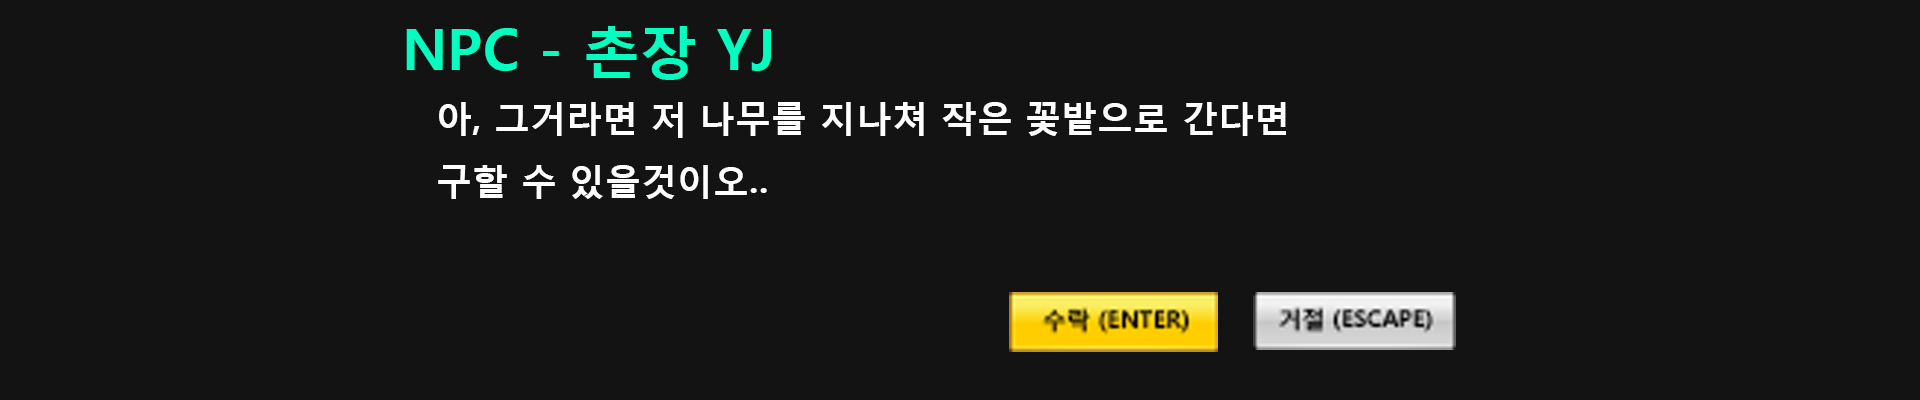 NPC - 촌장 YJ
아, 그거라면 저 나무를 지나쳐 작은 꽃밭으로 간다면
구할 수 있을것이오..
수락 (ENTER) 거절 (ESCAPE)